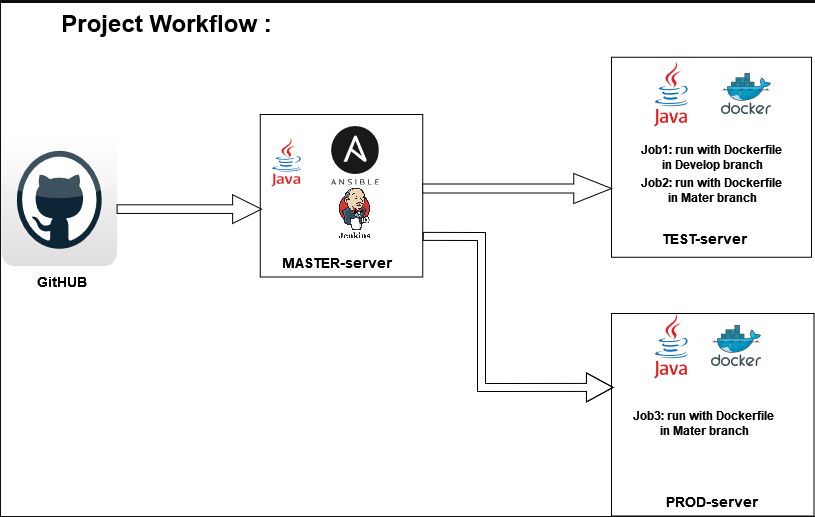 Project Workflow :
GitHUB
Java
ANSIBLE
Jenkins
MASTER-server
Java
docker
Job1: run with Dockerfile
in Develop branch
Job2: run with Dockerfile
in Mater branch
TEST-server
Java
docker
Job3: run with Dockerfile
in Mater branch
PROD-server